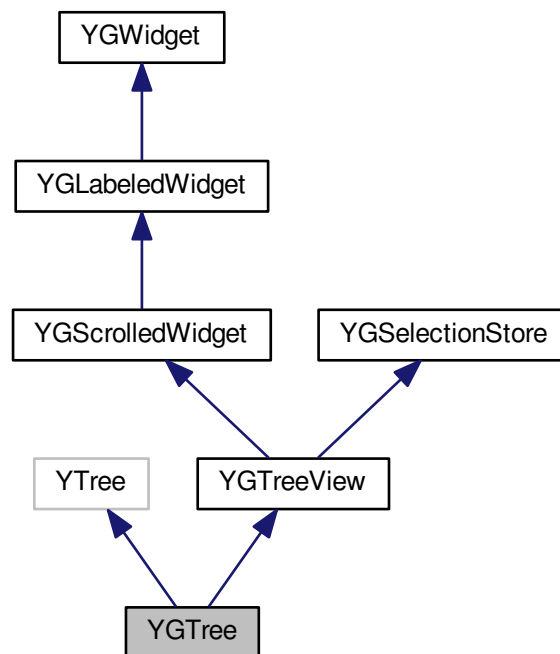 YGWidget
YGLabeledWidget
YGScrolledWidget
YGSelectionStore
YTree
YGTreeView
YGTree